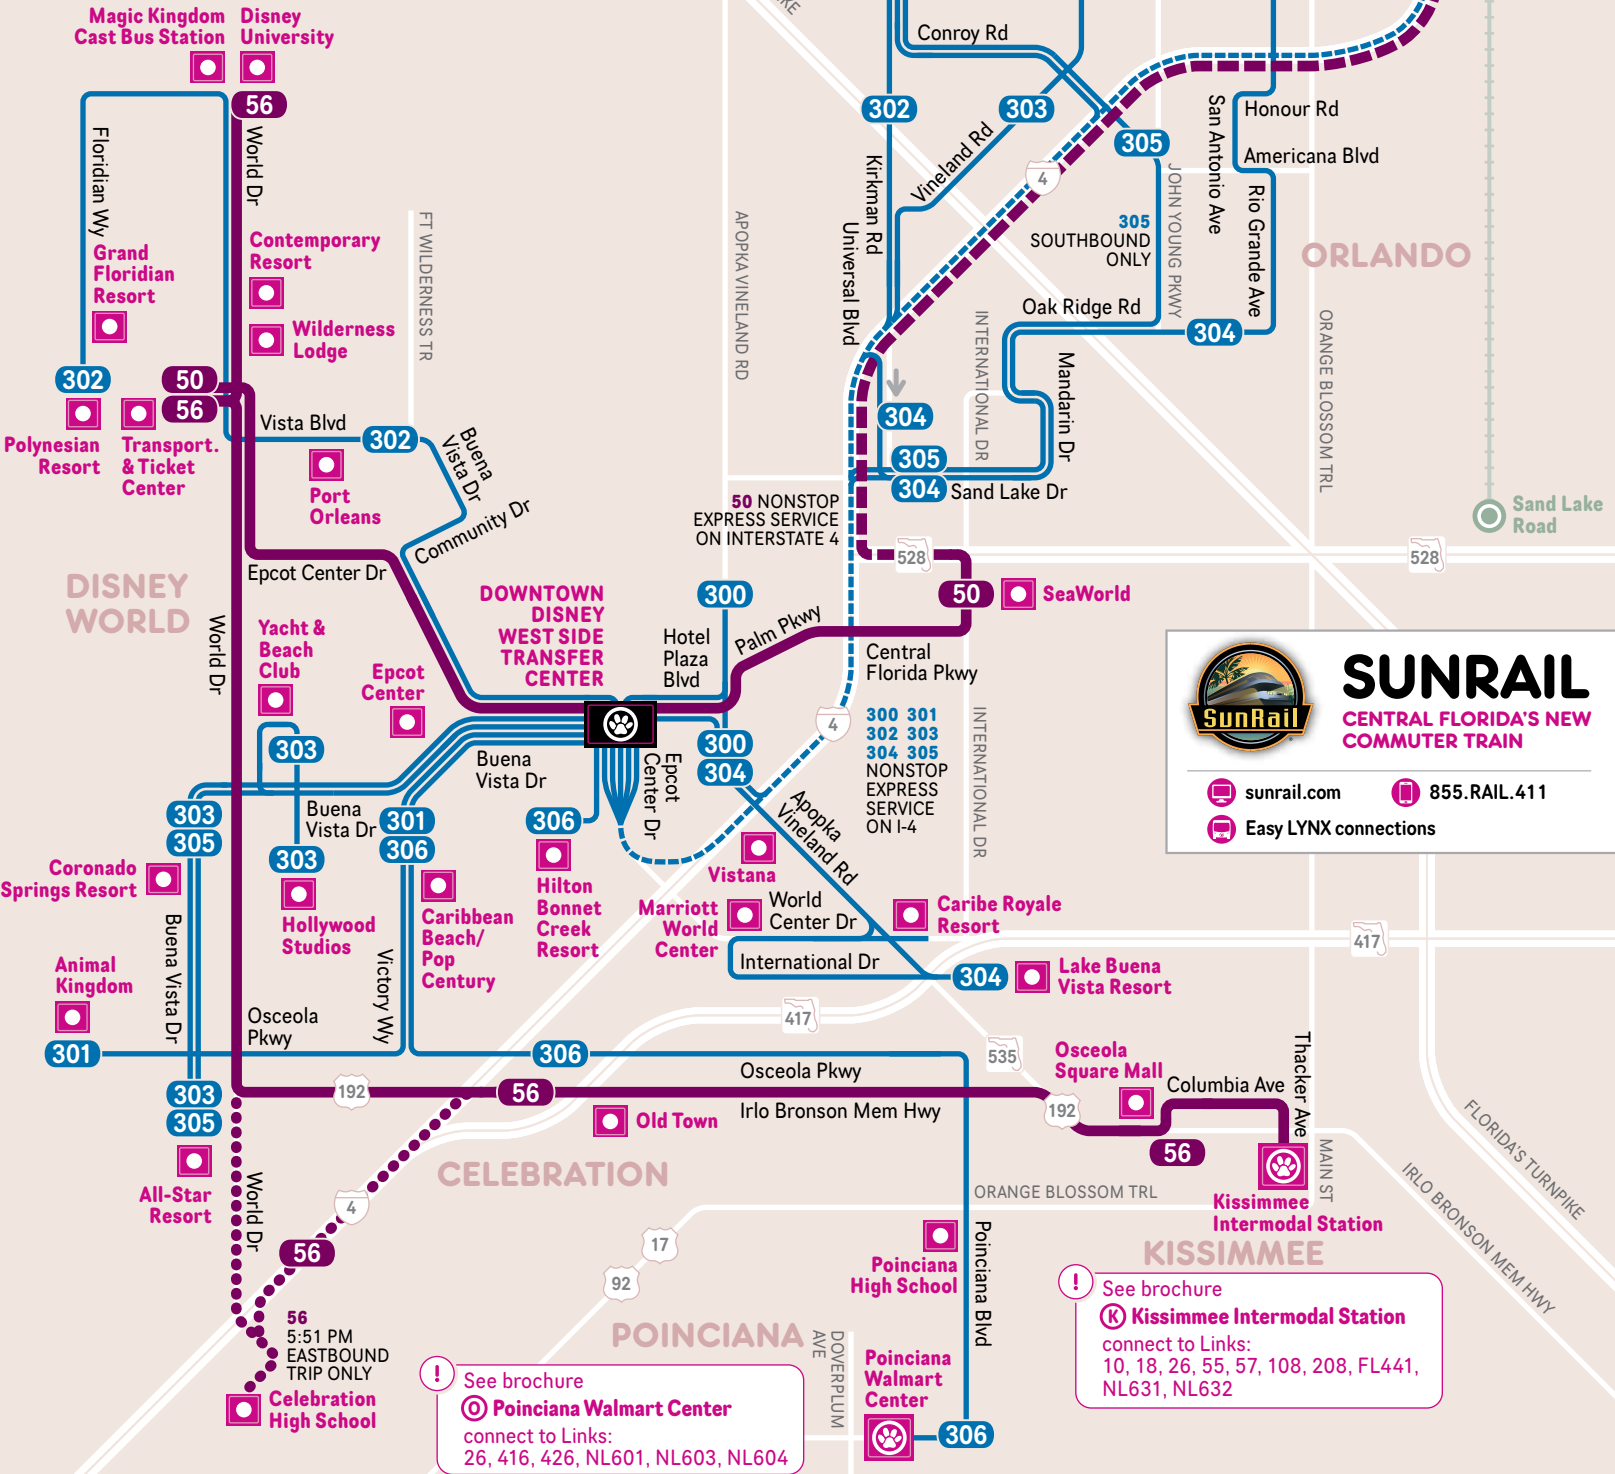 Magic Kingdom
Cast Bus Station
Disney
University
56
World Dr
Floridian Wy
Grand
Floridian
Resort
302
Polynesian
Resort
50
56
Transport.
& Ticket
Center
Contemporary
Resort
Wilderness
Lodge
FT WILDERNESS TR
Vista Blvd
302
Buena
Vista Dr
Port
Orleans
Community Dr
Epcot Center Dr
DISNEY
WORLD
World Dr
APOPKA VINELAND RD
Conroy Rd
302
303
Vineland Rd
Kirkman Rd
Universal Blvd
4
305
305
SOUTHBOUND
ONLY
JOHN YOUNG PKWY
San Antonio Ave
Honour Rd
Americana Blvd
Rio Grande Ave
ORLANDO
Oak Ridge Rd
304
INTERNATIONAL DR
Mandarin Dr
ORANGE BLOSSOM TRL
304
305
304
Sand Lake Dr
50 NONSTOP
EXPRESS SERVICE
ON INTERSTATE 4
528
528
Sand Lake
Road
50
SeaWorld
300
Hotel
Plaza
Blvd
Palm Pkwy
Central
Florida Pkwy
DOWNTOWN
DISNEY
WEST SIDE
TRANSFER
CENTER
Yacht &
Beach
Club
Epcot
Center
303
Buena
Vista Dr
Buena
Vista Dr
303
305
301
306
303
Hollywood
Studios
Coronado
Springs Resort
Buena Vista Dr
Caribbean
Beach/
Pop
Century
Victory Wy
306
Hilton
Bonnet
Creek
Resort
Epcot
Center Dr
300
304
4
300 301
302 303
304 305
NONSTOP
EXPRESS
SERVICE
ON I-4
INTERNATIONAL DR
Apopka
Vineland Rd
Vistana
Marriott
World
Center
World
Center Dr
Caribe Royale
Resort
International Dr
304
Lake Buena
Vista Resort
417
417
SunRail
SUNRAIL
CENTRAL FLORIDA'S NEW
COMMUTER TRAIN
sunrail.com
855.RAIL.411
Easy LYNX connections
Animal
Kingdom
301
Osceola
Pkwy
306
Osceola Pkwy
535
303
305
192
56
Irlo Bronson Mem Hwy
Old Town
192
Osceola
Square Mall
Columbia Ave
Thacker Ave
56
MAIN ST
Kissimmee
Intermodal Station
KISSIMMEE
FLORIDA'S TURNPIKE
IRLO BRONSON MEM HWY
All-Star
Resort
World Dr
4
56
CELEBRATION
ORANGE BLOSSOM TRL
17
92
Poinciana
High School
Poinciana Blvd
POINCIANA
DOVERPLUM
AVE
Poinciana
Walmart
Center
306
56
5:51 PM
EASTBOUND
TRIP ONLY
Celebration
High School
!
See brochure
O Poinciana Walmart Center
connect to Links:
26, 416, 426, NL601, NL603, NL604
!
See brochure
K Kissimmee Intermodal Station
connect to Links:
10, 18, 26, 55, 57, 108, 208, FL441,
NL631, NL632